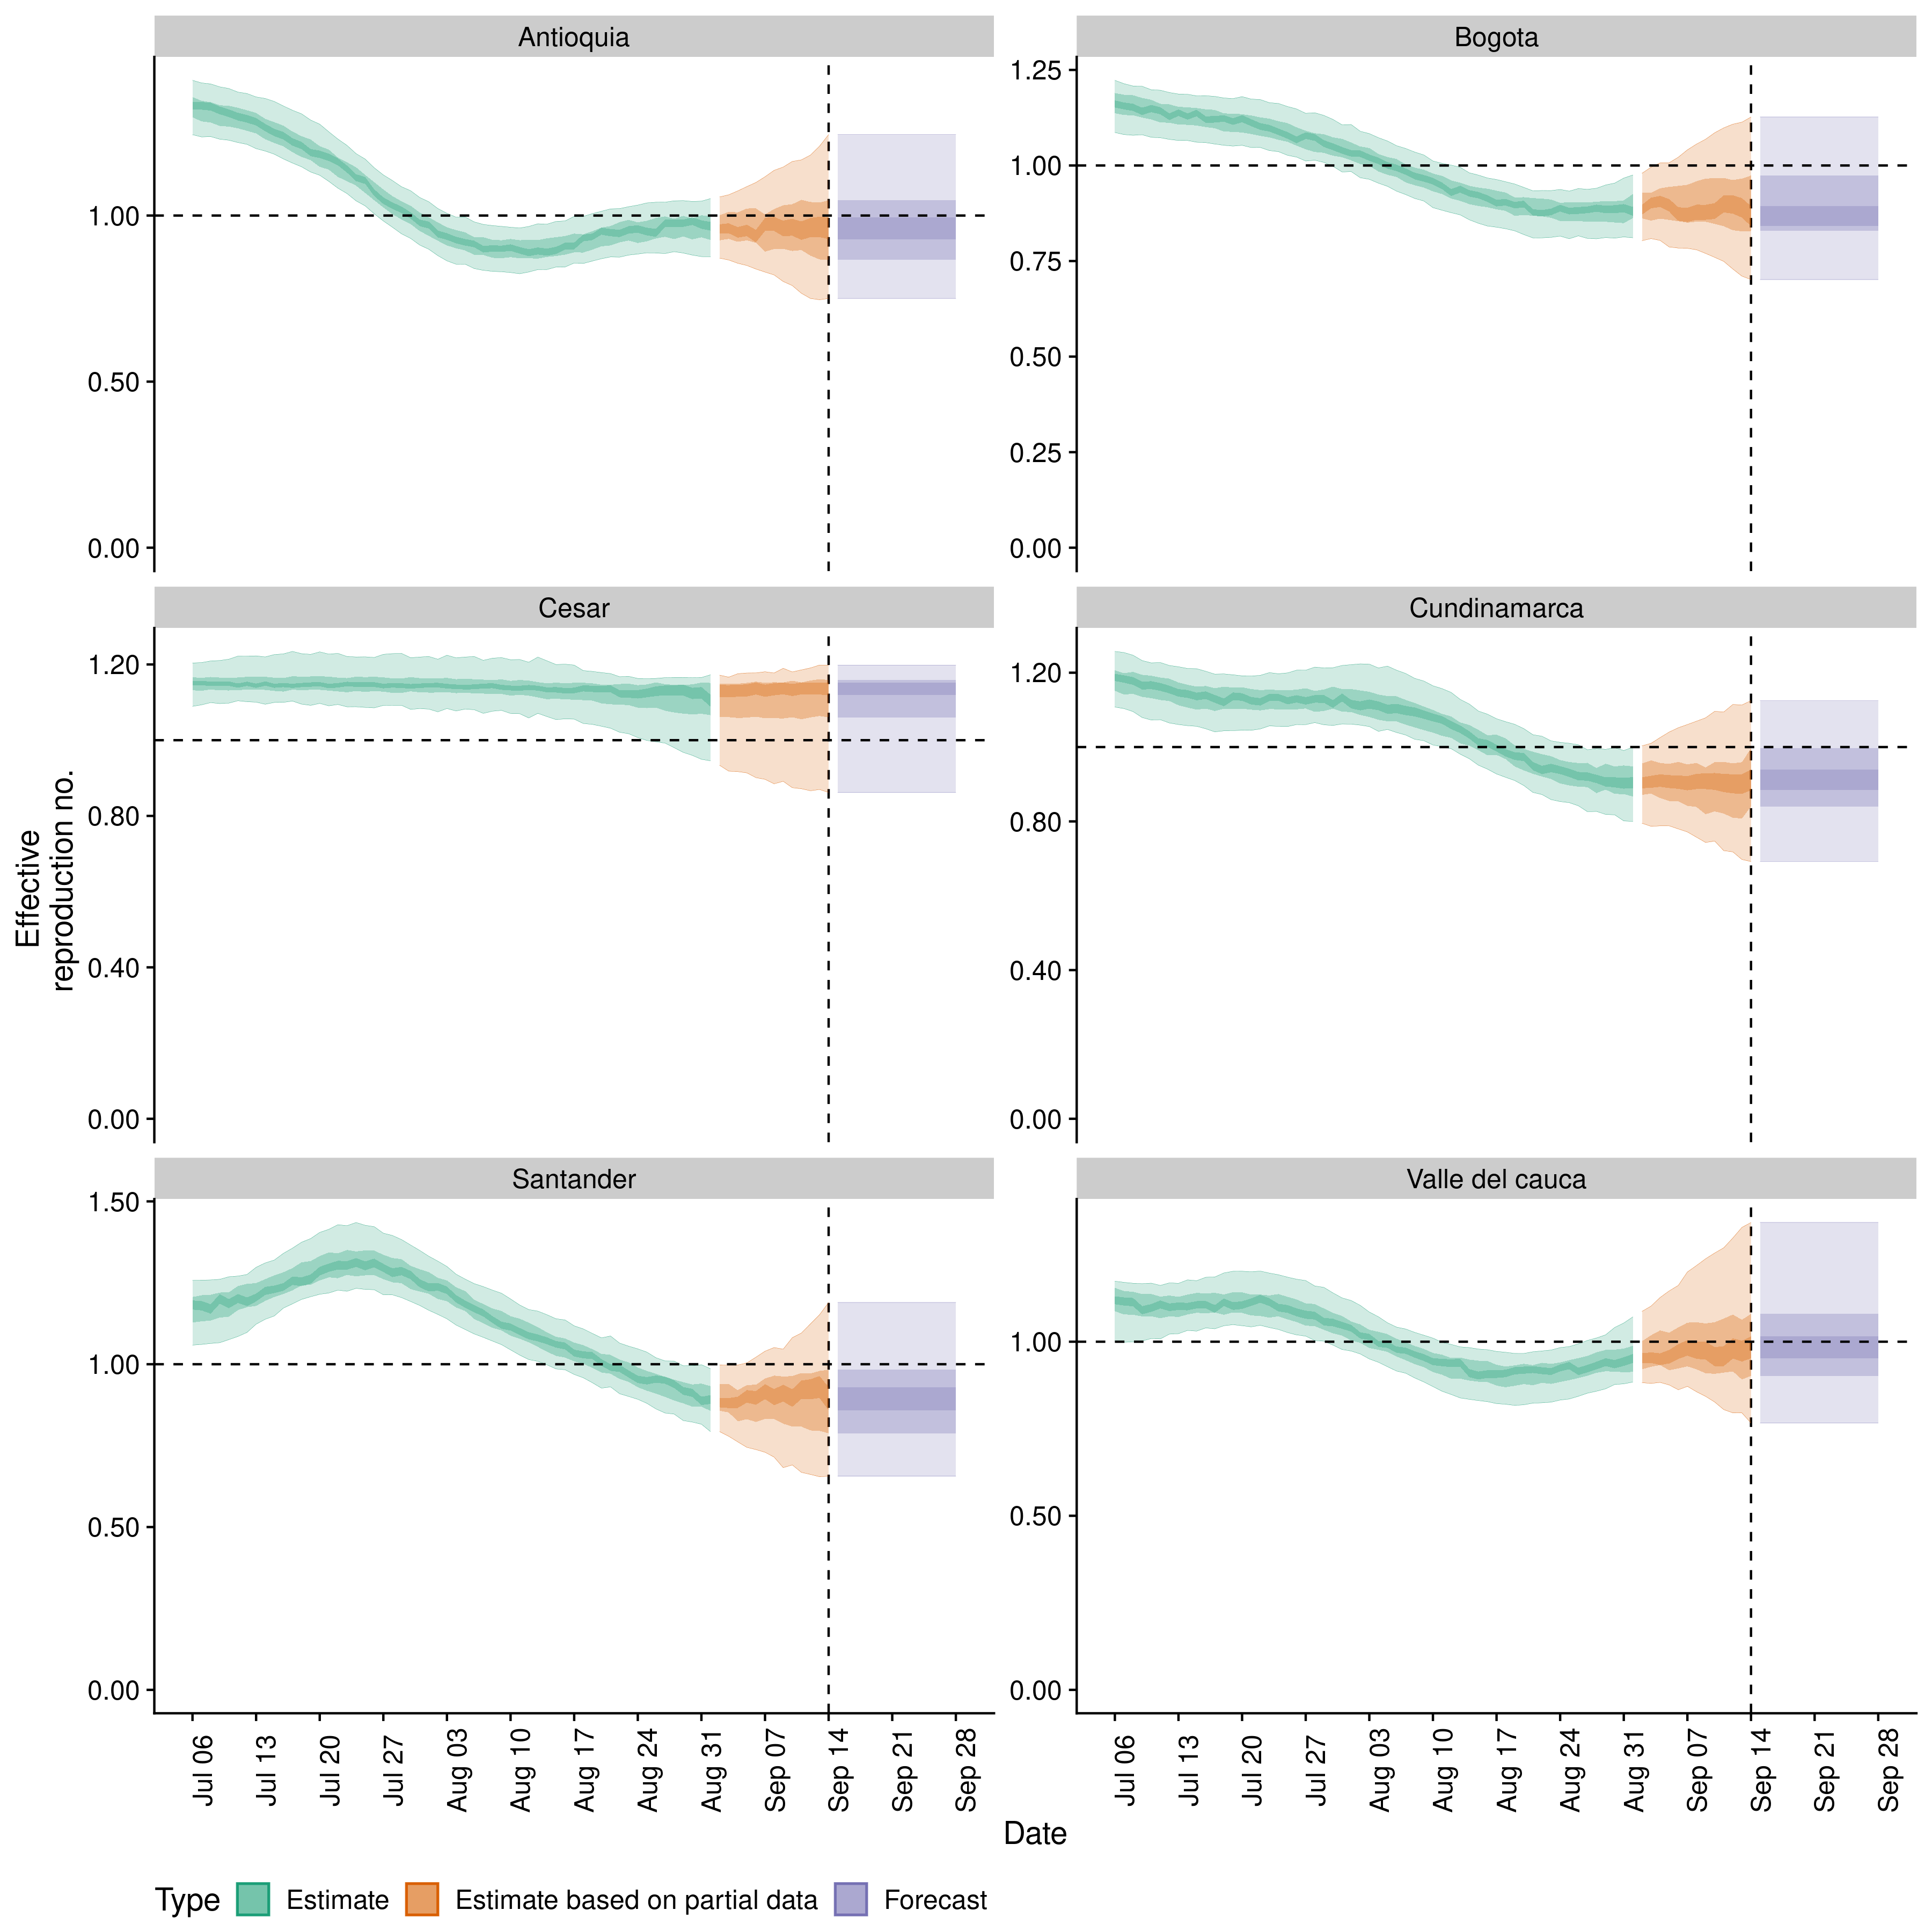 Antioquia
Bogota
1.00
0.50
0.00
1.25
1.00
0.75
0.50
0.25
0.00
Cesar
Cundinamarca
1.20
0.80
0.40
0.00
1.20
0.80
0.40
0.00
Effective
reproduction no.
Santander
Valle del cauca
1.50
1.00
0.50
0.00
1.00
0.50
0.00
Jul 06
Jul 13
Jul 20
Jul 27
Aug 03
Aug 10
Aug 17
Aug 24
Aug 31
Sep 07
Sep 14
Sep 21
Sep 28
Jul 06
Jul 13
Jul 20
Jul 27
Aug 03
Aug 10
Aug 17
Aug 24
Aug 31
Sep 07
Sep 14
Sep 21
Sep 28
Date
Type Estimate Estimate based on partial data Forecast